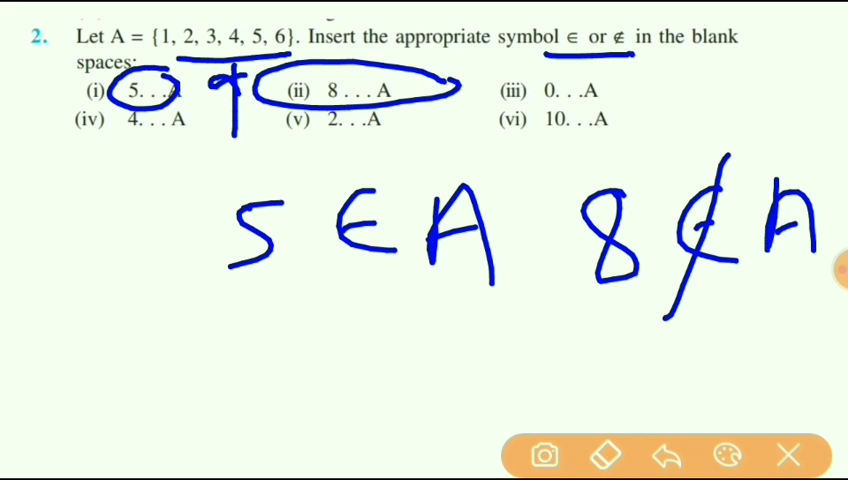 2. Let A = {1, 2, 3, 4, 5, 6}. Insert the appropriate symbol ∈ or ∉ in the blank
spaces:
(i) 5. . .A (ii) 8 . . . A (iii) 0. . .A
(iv) 4. . . A (v) 2. . .A (vi) 10. . .A
5 ∈ A 8 ∉ A